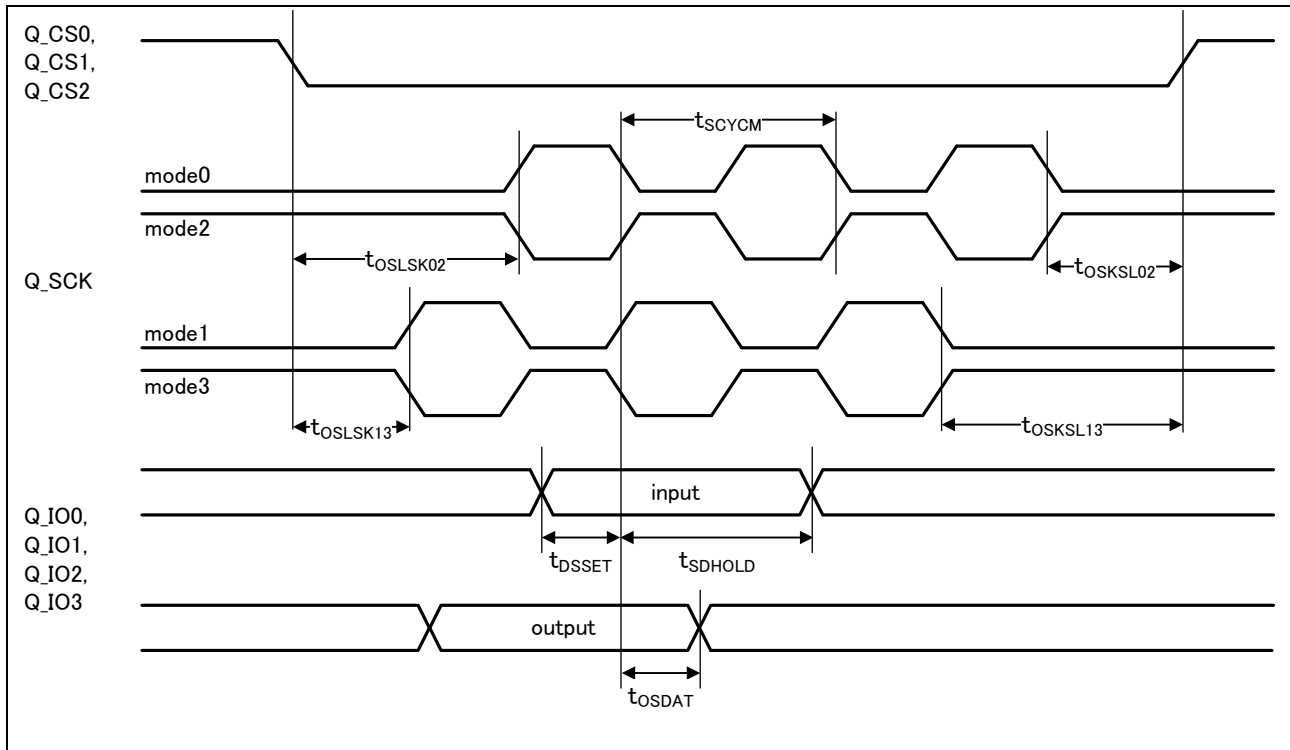 Q_CS0,
Q_CS1,
Q_CS2
tSCYCM
mode0
mode2
tOSLSK02
tOSKSL02
Q_SCK
mode1
mode3
tOSLSK13
tOSKSL13
input
Q_IO0,
Q_IO1,
Q_IO2,
Q_IO3
tDSSET
tSDHOLD
output
tOSDAT